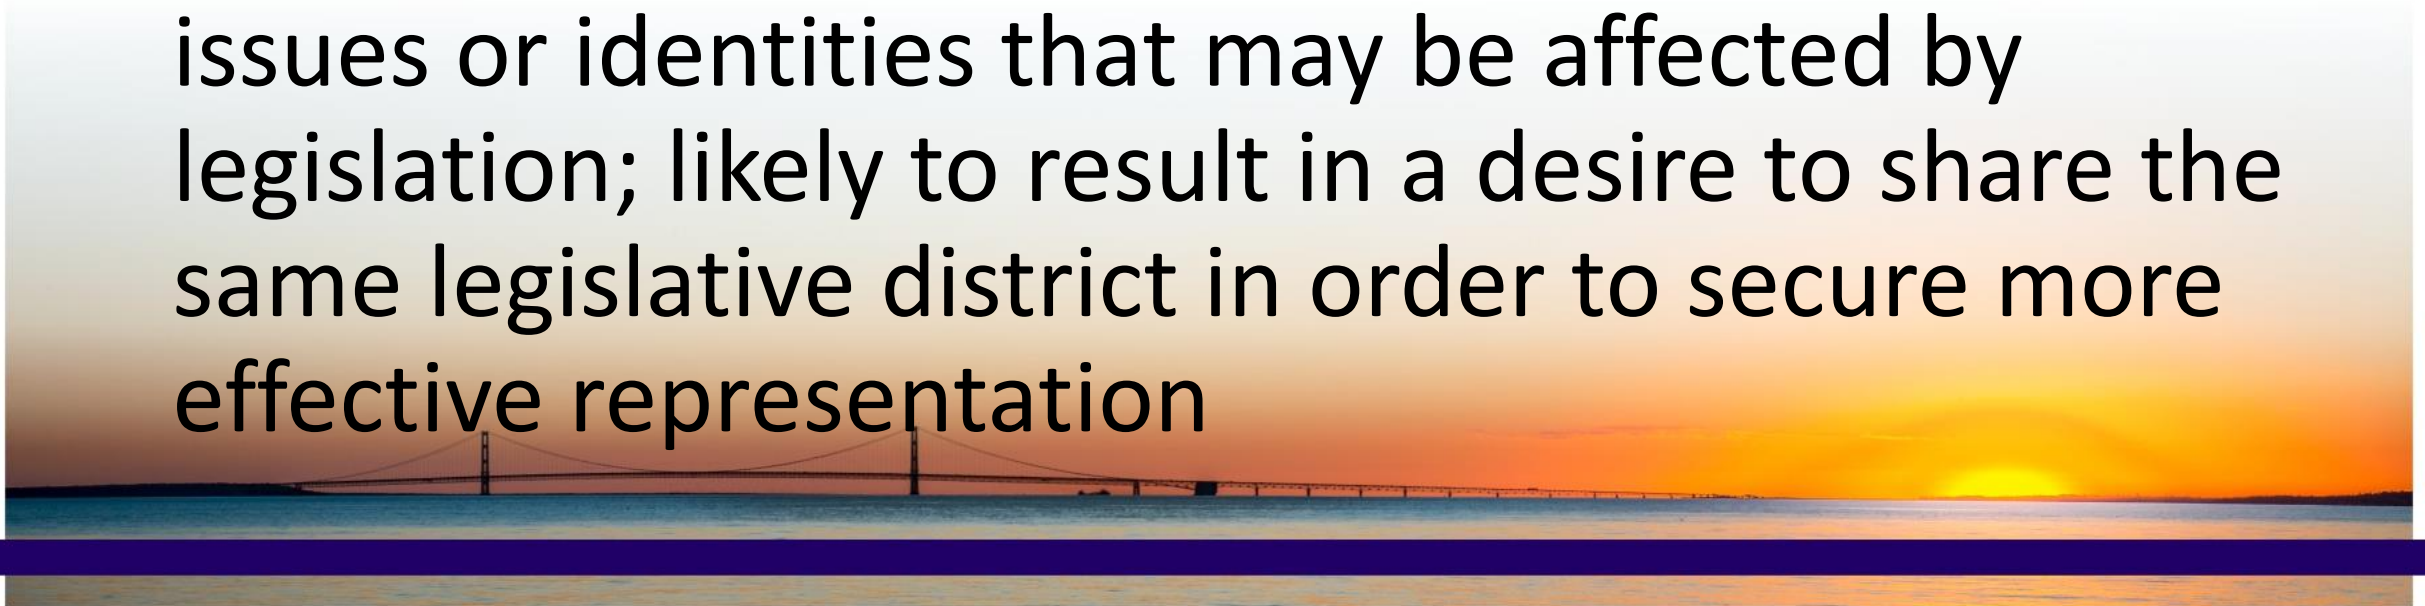 issues or identities that may be affected by
legislation; likely to result in a desire to share the
same legislative district in order to secure more
effective representation